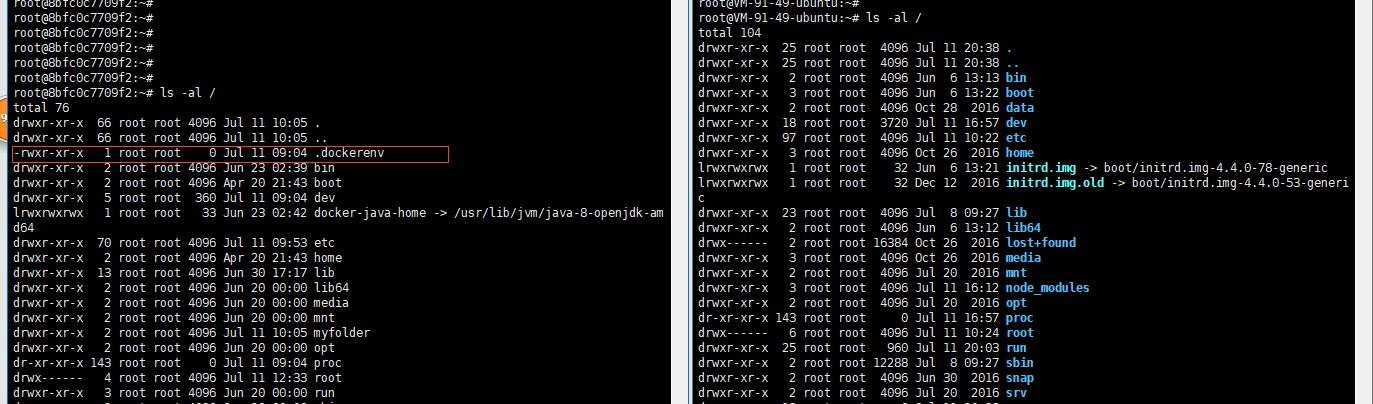 root@8bfc0c7709f2:~#
root@8bfc0c7709f2:~#
root@8bfc0c7709f2:~#
root@8bfc0c7709f2:~#
root@8bfc0c7709f2:~#
root@8bfc0c7709f2:~#
root@8bfc0c7709f2:~# ls -al /
total 76
drwxr-xr-x  66 root root 4096 Jul 11 10:05 .
drwxr-xr-x  66 root root 4096 Jul 11 10:05 ..
-rwxr-xr-x   1 root root    0 Jul 11 09:04 .dockerenv
drwxr-xr-x   2 root root 4096 Jun 23 02:39 bin
drwxr-xr-x   2 root root 4096 Apr 20 21:43 boot
drwxr-xr-x   5 root root  360 Jul 11 09:04 dev
lrwxrwxrwx   1 root root   33 Jun 23 02:42 docker-java-home -> /usr/lib/jvm/java-8-openjdk-am
d64
drwxr-xr-x  70 root root 4096 Jul 11 09:53 etc
drwxr-xr-x   2 root root 4096 Apr 20 21:43 home
drwxr-xr-x  13 root root 4096 Jun 30 17:17 lib
drwxr-xr-x   2 root root 4096 Jun 20 00:00 lib64
drwxr-xr-x   2 root root 4096 Jun 20 00:00 media
drwxr-xr-x   2 root root 4096 Jun 20 00:00 mnt
drwxr-xr-x   2 root root 4096 Jul 11 10:05 myfolder
drwxr-xr-x   2 root root 4096 Jun 20 00:00 opt
dr-xr-xr-x 143 root root    0 Jul 11 09:04 proc
drwx------   4 root root 4096 Jul 11 12:33 root
drwxr-xr-x   3 root root 4096 Jun 20 00:00 run
root@VM-91-49-ubuntu:~#
root@VM-91-49-ubuntu:~# ls -al /
total 104
drwxr-xr-x  25 root root  4096 Jul 11 20:38 .
drwxr-xr-x  25 root root  4096 Jul 11 20:38 ..
drwxr-xr-x   2 root root  4096 Jun  6 13:13 bin
drwxr-xr-x   3 root root  4096 Jun  6 13:22 boot
drwxr-xr-x   2 root root  4096 Oct 28  2016 data
drwxr-xr-x  18 root root  3720 Jul 11 16:57 dev
drwxr-xr-x  97 root root  4096 Jul 11 10:22 etc
drwxr-xr-x   3 root root  4096 Oct 26  2016 home
lrwxrwxrwx   1 root root    32 Jun  6 13:21 initrd.img -> boot/initrd.img-4.4.0-78-generic
lrwxrwxrwx   1 root root    32 Dec 12  2016 initrd.img.old -> boot/initrd.img-4.4.0-53-generi
c
drwxr-xr-x  23 root root  4096 Jul  8 09:27 lib
drwxr-xr-x   2 root root  4096 Jun  6 13:12 lib64
drwx------   2 root root 16384 Oct 26  2016 lost+found
drwxr-xr-x   3 root root  4096 Oct 26  2016 media
drwxr-xr-x   2 root root  4096 Jul 20  2016 mnt
drwxr-xr-x   3 root root  4096 Jul 11 16:12 node_modules
drwxr-xr-x   2 root root  4096 Jul 20  2016 opt
dr-xr-xr-x 143 root root     0 Jul 11 16:57 proc
drwx------   6 root root  4096 Jul 11 10:24 root
drwxr-xr-x  25 root root   960 Jul 11 20:03 run
drwxr-xr-x   2 root root 12288 Jul  8 09:27 sbin
drwxr-xr-x   2 root root  4096 Jun 30  2016 snap
drwxr-xr-x   2 root root  4096 Jul 20  2016 srv